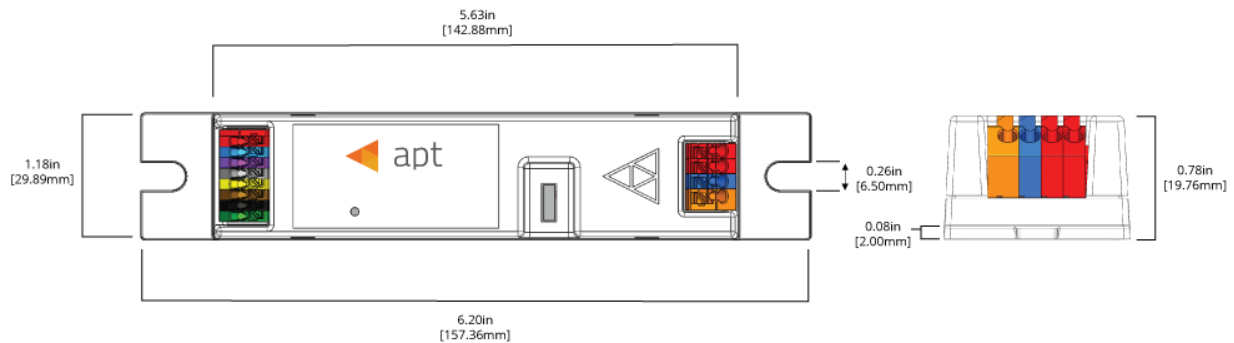 5.63in
[142.88mm]
1.18in
[29.89mm]
apt
0.26in
[6.50mm]
0.78in
[19.76mm]
0.08in
[2.00mm]
6.20in
[157.36mm]